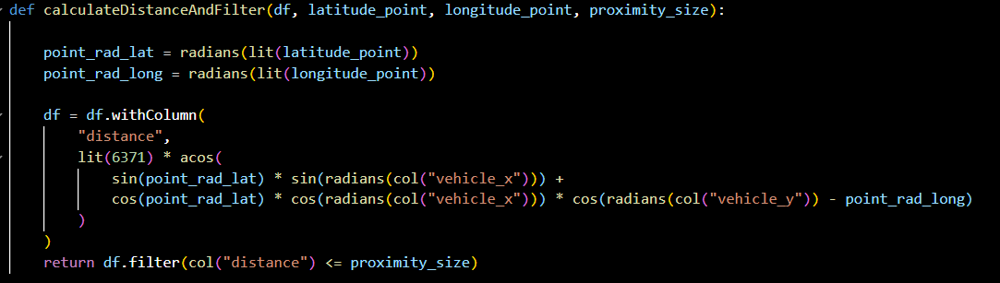 def calculateDistanceAndFilter(df, latitude_point, longitude_point, proximity_size):
point_rad_lat = radians(lit(latitude_point))
point_rad_long = radians(lit(longitude_point))
df = df.withColumn(
"distance",
lit(6371) * acos(
sin(point_rad_lat) * sin(radians(col("vehicle_x"))) +
cos(point_rad_lat) * cos(radians(col("vehicle_x"))) * cos(radians(col("vehicle_y")) - point_rad_long)
)
)
return df.filter(col("distance") <= proximity_size)